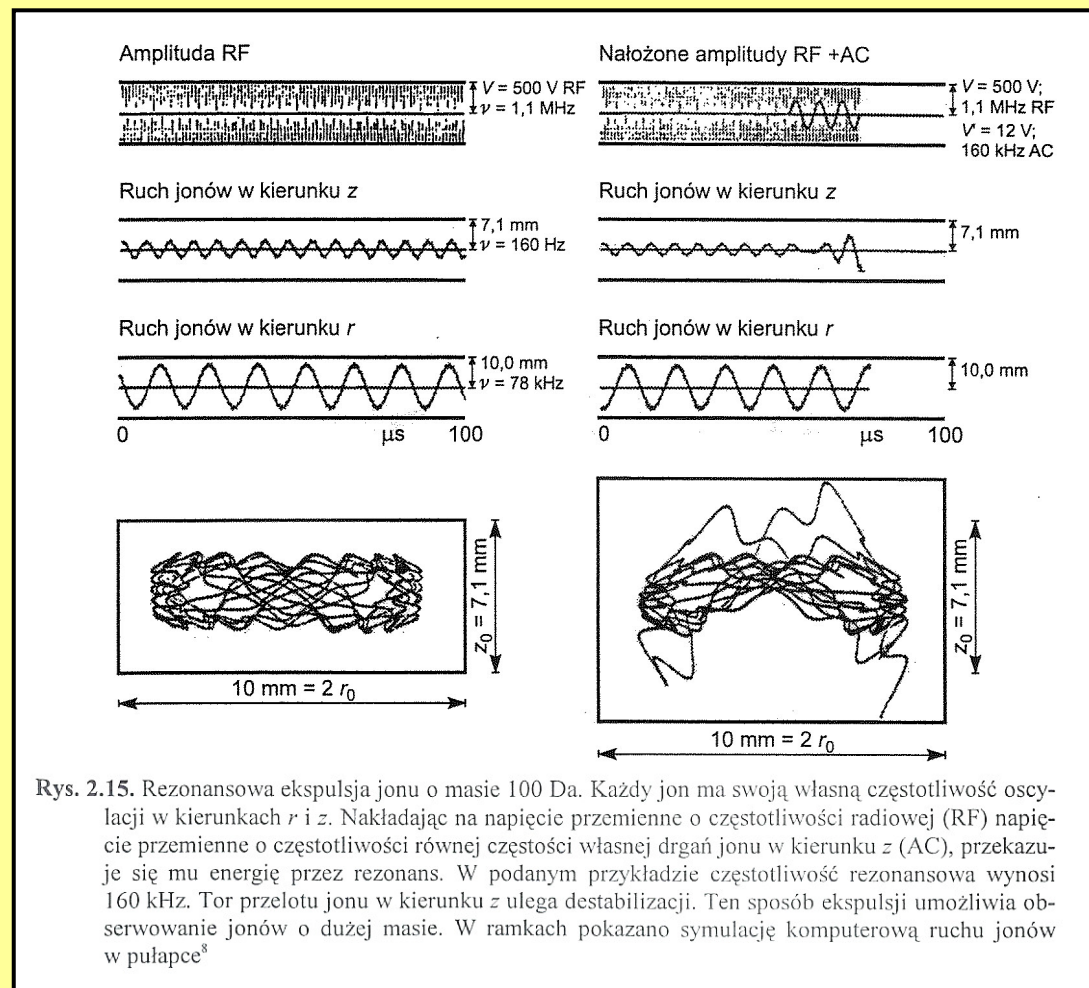 Amplituda RF
V = 500 V RF
ν = 1,1 MHz
Ruch jonów w kierunku z
7,1 mm
ν = 160 Hz
Ruch jonów w kierunku r
10,0 mm
ν = 78 kHz
0 μs 100
z₀ = 7,1 mm
10 mm = 2 r₀
Nałożone amplitudy RF +AC
V = 500 V;
1,1 MHz RF
V' = 12 V;
160 kHz AC
Ruch jonów w kierunku z
7,1 mm
Ruch jonów w kierunku r
10,0 mm
0 μs 100
z₀ = 7,1 mm
10 mm = 2 r₀
Rys. 2.15. Rezonansowa ekspulsja jonu o masie 100 Da. Każdy jon ma swoją własną częstotliwość oscy-
lacji w kierunkach r i z. Nakładając na napięcie przemienne o częstotliwości radiowej (RF) napię-
cie przemienne o częstotliwości równej częstości własnej drgań jonu w kierunku z (AC), przekazu-
je się mu energię przez rezonans. W podanym przykładzie częstotliwość rezonansowa wynosi
160 kHz. Tor przelotu jonu w kierunku z ulega destabilizacji. Ten sposób ekspulsji umożliwia ob-
serwowanie jonów o dużej masie. W ramkach pokazano symulację komputerową ruchu jonów
w pułapce⁸